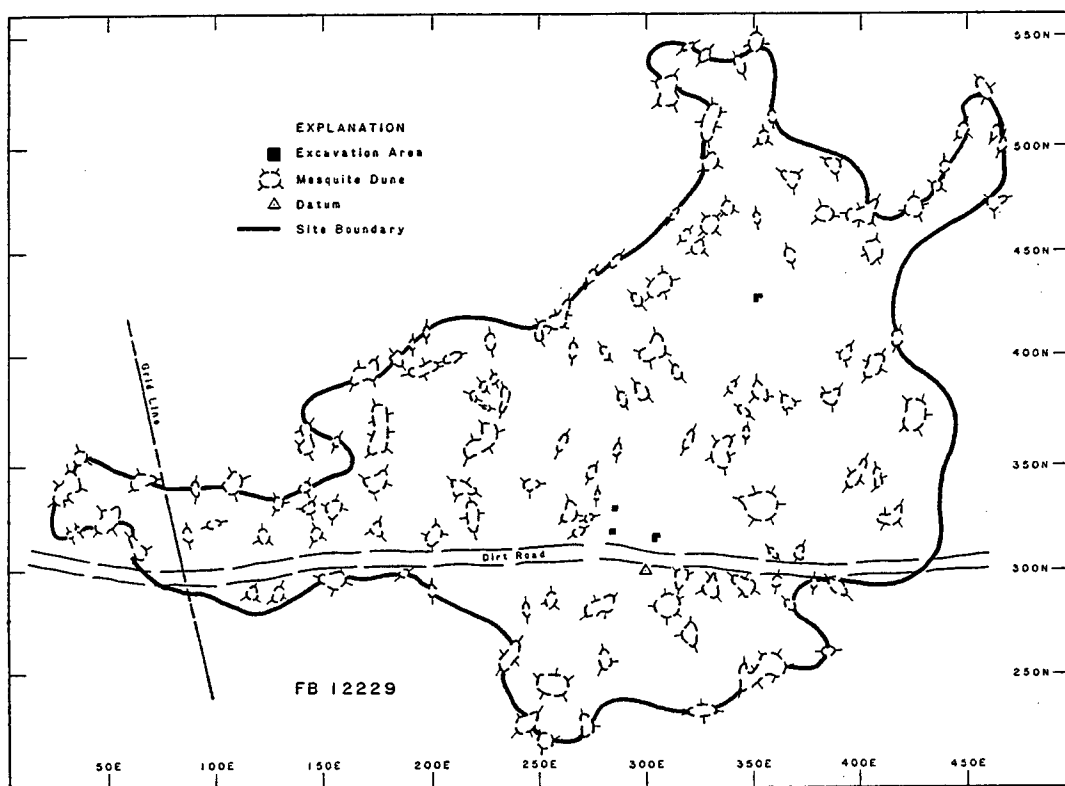 550N
EXPLANATION
Excavation Area
Mesquite Dune
Datum
Site Boundary
500N
450N
400N
Grid Line
350N
Dirt Road
300N
250N
FB 12229
50E 100E 150E 200E 250E 300E 350E 400E 450E